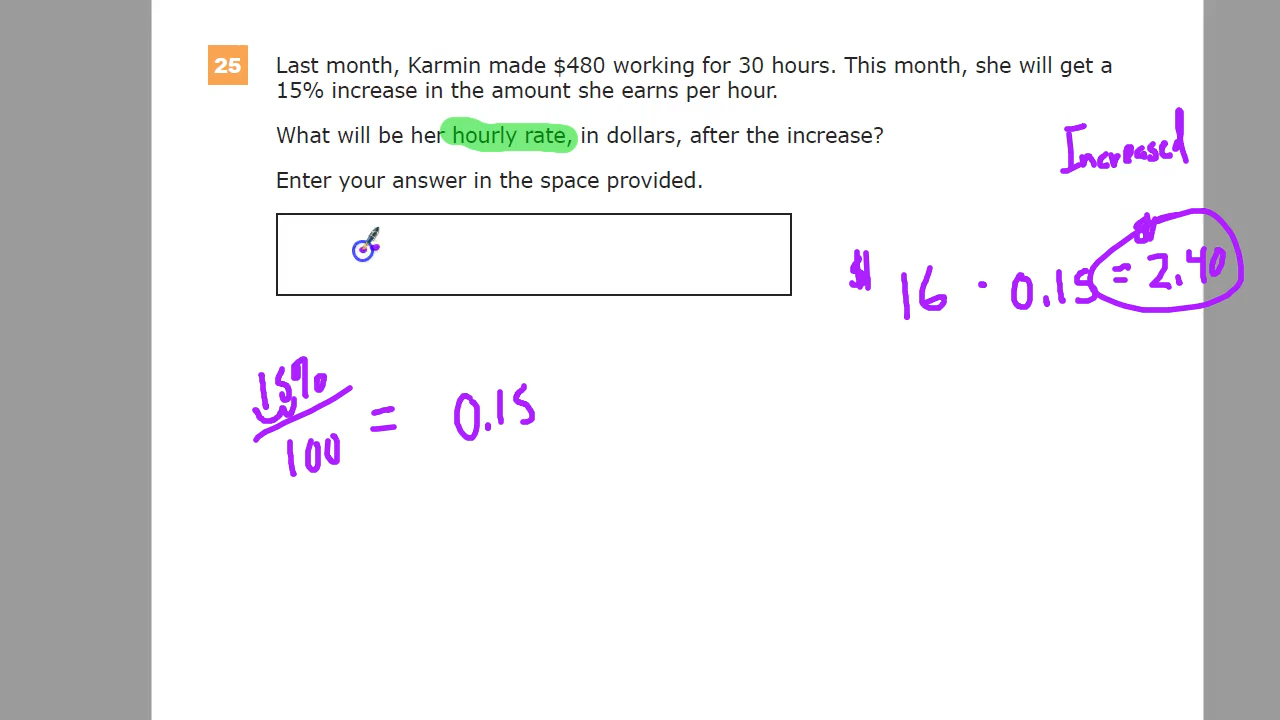 25 Last month, Karmin made $480 working for 30 hours. This month, she will get a
15% increase in the amount she earns per hour.
What will be her hourly rate, in dollars, after the increase?
Increased
Enter your answer in the space provided.
$ 16 · 0.15 = $2.40
15%
100
= 0.15